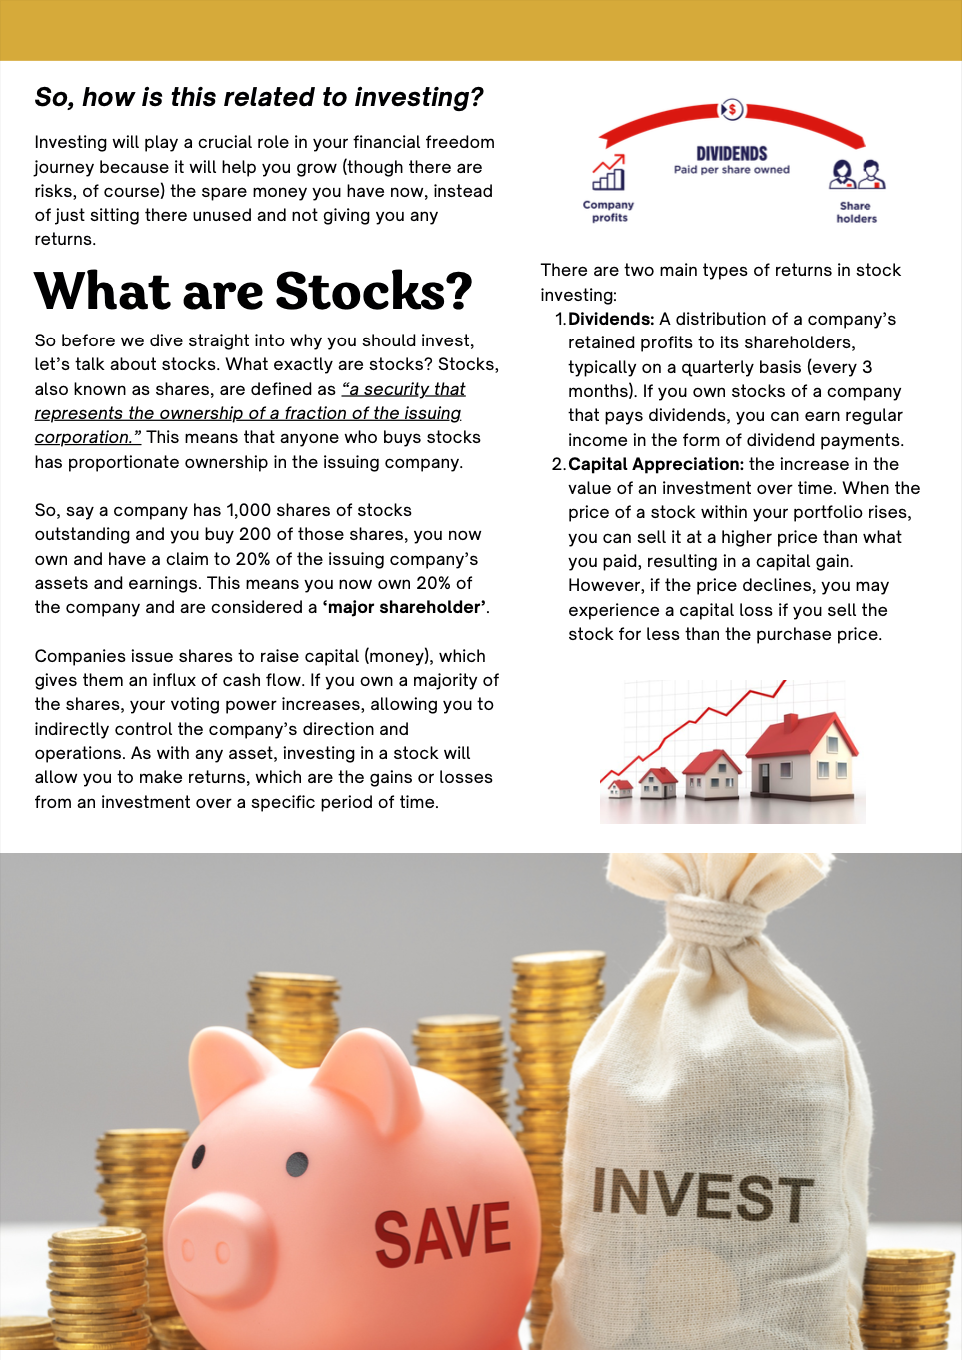 So, how is this related to investing?
Investing will play a crucial role in your financial freedom
journey because it will help you grow (though there are
risks, of course) the spare money you have now, instead
of just sitting there unused and not giving you any
returns.
What are Stocks?
So before we dive straight into why you should invest,
let’s talk about stocks. What exactly are stocks? Stocks,
also known as shares, are defined as “a security that
represents the ownership of a fraction of the issuing
corporation.” This means that anyone who buys stocks
has proportionate ownership in the issuing company.
So, say a company has 1,000 shares of stocks
outstanding and you buy 200 of those shares, you now
own and have a claim to 20% of the issuing company’s
assets and earnings. This means you now own 20% of
the company and are considered a ‘major shareholder’.
Companies issue shares to raise capital (money), which
gives them an influx of cash flow. If you own a majority of
the shares, your voting power increases, allowing you to
indirectly control the company’s direction and
operations. As with any asset, investing in a stock will
allow you to make returns, which are the gains or losses
from an investment over a specific period of time.
$
DIVIDENDS
Paid per share owned
Company
profits
Share
holders
There are two main types of returns in stock
investing:
1. Dividends: A distribution of a company’s
retained profits to its shareholders,
typically on a quarterly basis (every 3
months). If you own stocks of a company
that pays dividends, you can earn regular
income in the form of dividend payments.
2. Capital Appreciation: the increase in the
value of an investment over time. When the
price of a stock within your portfolio rises,
you can sell it at a higher price than what
you paid, resulting in a capital gain.
However, if the price declines, you may
experience a capital loss if you sell the
stock for less than the purchase price.
SAVE
INVEST